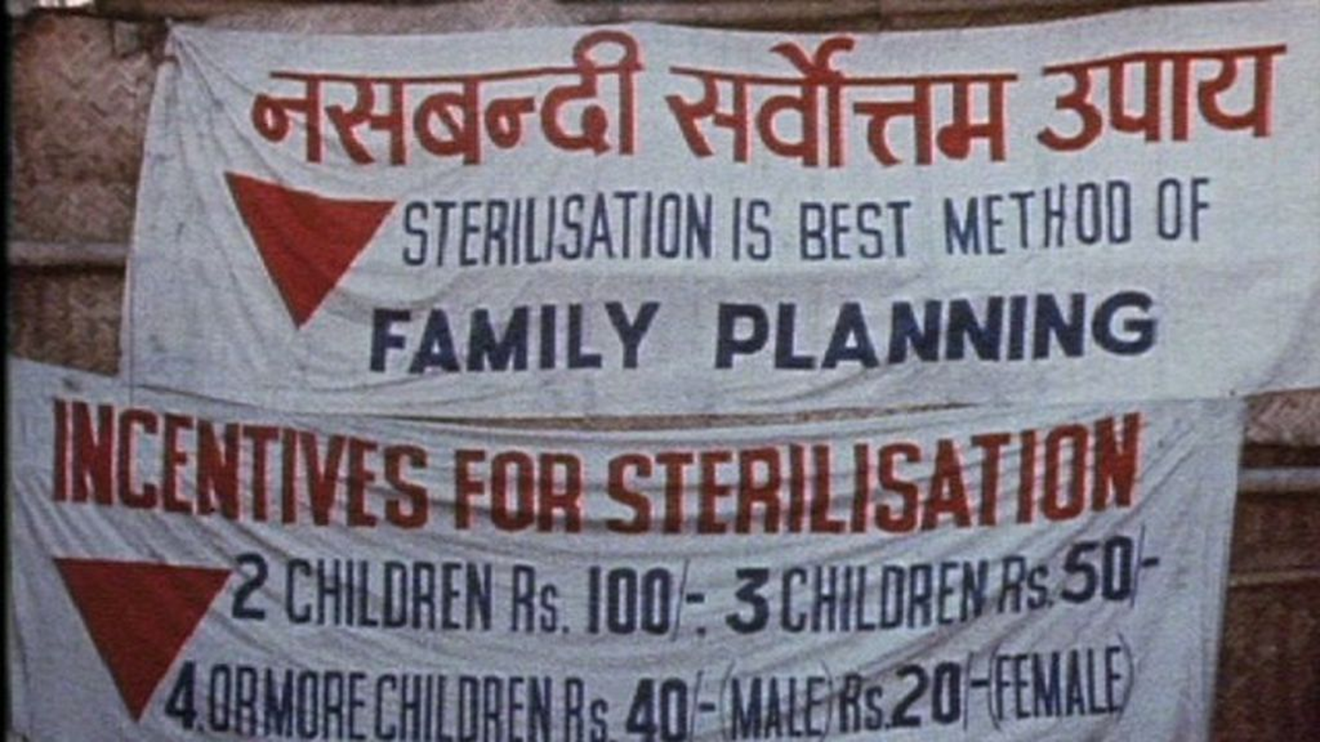 नसबन्दी सर्वोत्तम उपाय
STERILISATION IS BEST METHOD OF
FAMILY PLANNING
INCENTIVES FOR STERILISATION
2 CHILDREN Rs. 100/-. 3 CHILDREN Rs. 50/-
4. OR MORE CHILDREN Rs. 40/- (MALE) Rs. 20/- (FEMALE)